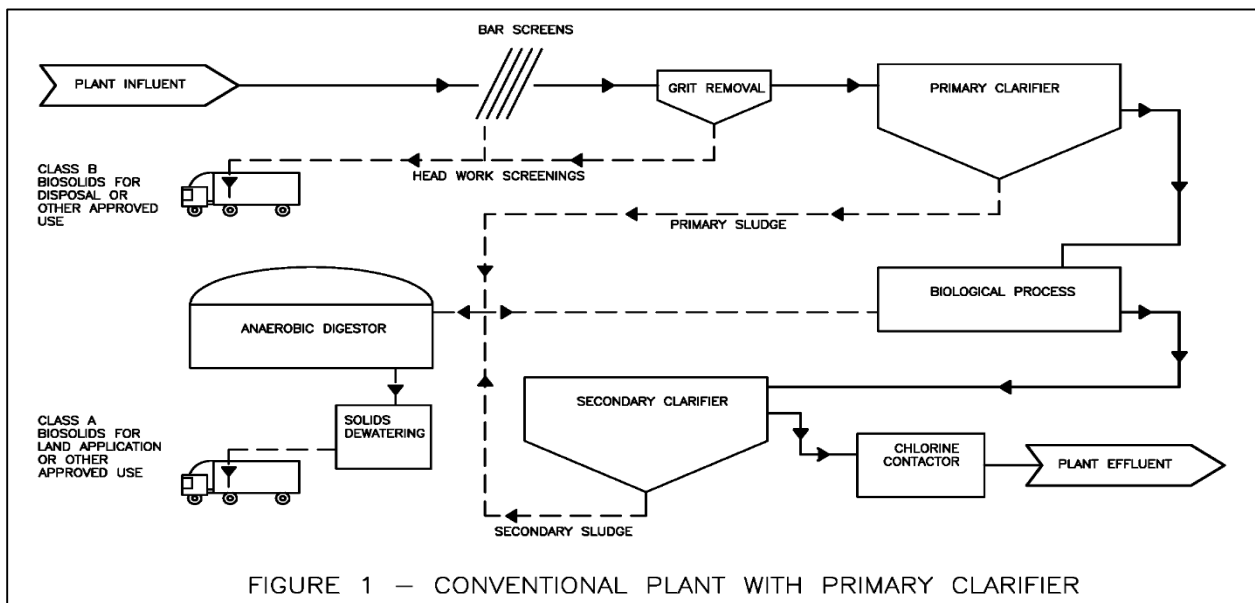 BAR SCREENS
PLANT INFLUENT
GRIT REMOVAL
PRIMARY CLARIFIER
CLASS B
BIOSOLIDS FOR
DISPOSAL OR
OTHER APPROVED
USE
HEAD WORK SCREENINGS
PRIMARY SLUDGE
BIOLOGICAL PROCESS
ANAEROBIC DIGESTOR
SECONDARY CLARIFIER
CLASS A
BIOSOLIDS FOR
LAND APPLICATION
OR OTHER
APPROVED USE
SOLIDS
DEWATERING
CHLORINE
CONTACTOR
PLANT EFFLUENT
SECONDARY SLUDGE
FIGURE 1 – CONVENTIONAL PLANT WITH PRIMARY CLARIFIER